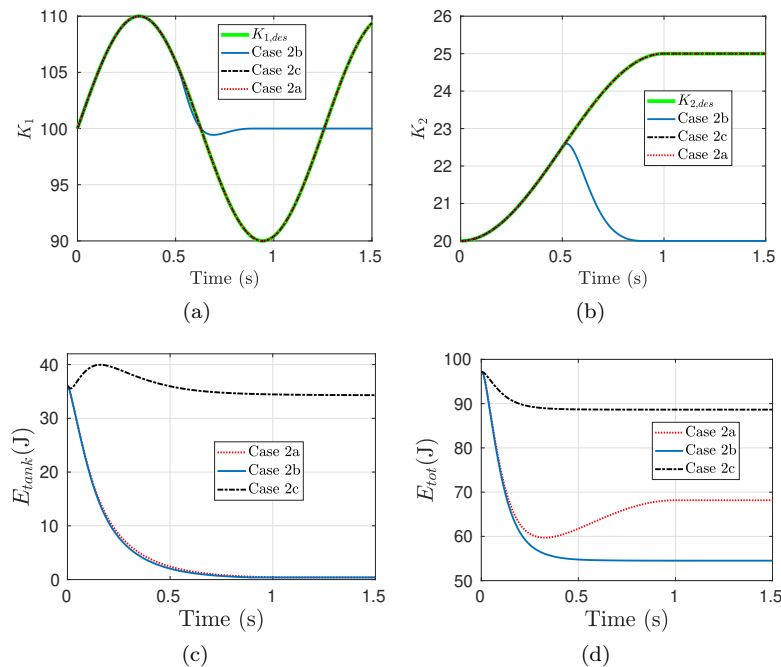 110
105
100
95
90
K1
0
0.5
1
1.5
Time (s)
K1,des
Case 2b
Case 2c
Case 2a
(a)
26
25
24
23
22
21
20
K2
0
0.5
1
1.5
Time (s)
K2,des
Case 2b
Case 2c
Case 2a
(b)
40
30
20
10
0
Etank(J)
0
0.5
1
1.5
Time (s)
Case 2a
Case 2b
Case 2c
(c)
100
90
80
70
60
50
Etot(J)
0
0.5
1
1.5
Time (s)
Case 2a
Case 2b
Case 2c
(d)